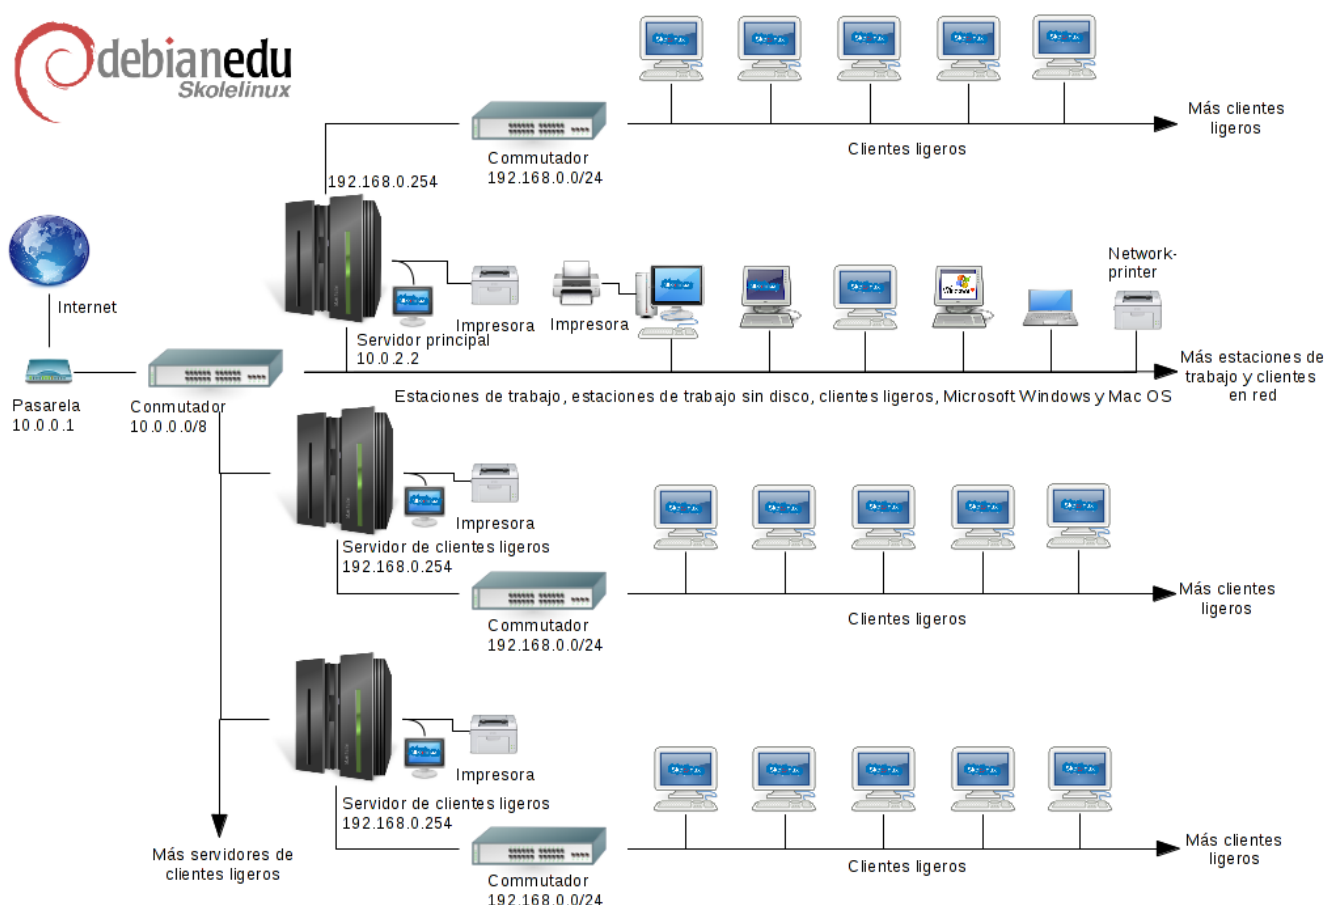 debianedu
Skolelinux
Más clientes
ligeros
Clientes ligeros
Commutador
192.168.0.0/24
192.168.0.254
Internet
Impresora
Impresora
Network-
printer
Servidor principal
10.0.2.2
Pasarela
10.0.0.1
Conmutador
10.0.0.0/8
Estaciones de trabajo, estaciones de trabajo sin disco, clientes ligeros, Microsoft Windows y Mac OS
Más estaciones de
trabajo y clientes
en red
Impresora
Servidor de clientes ligeros
192.168.0.254
Commutador
192.168.0.0/24
Clientes ligeros
Más clientes
ligeros
Impresora
Servidor de clientes ligeros
192.168.0.254
Commutador
192.168.0.0/24
Clientes ligeros
Más clientes
ligeros
Más servidores de
clientes ligeros